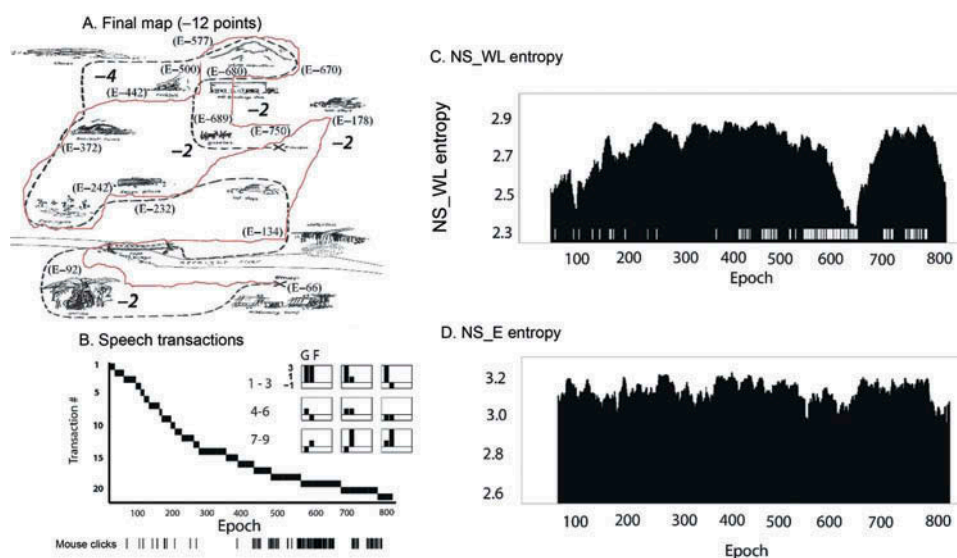 A. Final map (–12 points)
(E–577)
(E–500)
(E–680)
(E–670)
–4
(E–442)
–2
(E–689)
(E–178)
(E–750)
–2
(E–372)
–2
(E–242)
(E–232)
(E–134)
(E–92)
(E–66)
–2
B. Speech transactions
G F
3
1
–1
1 - 3
4-6
7-9
Transaction #
1
5
10
15
20
100 200 300 400 500 600 700 800
Epoch
Mouse clicks
C. NS_WL entropy
NS_WL entropy
2.9
2.7
2.5
2.3
100 200 300 400 500 600 700 800
Epoch
D. NS_E entropy
3.2
3.0
2.8
2.6
100 200 300 400 500 600 700 800
Epoch